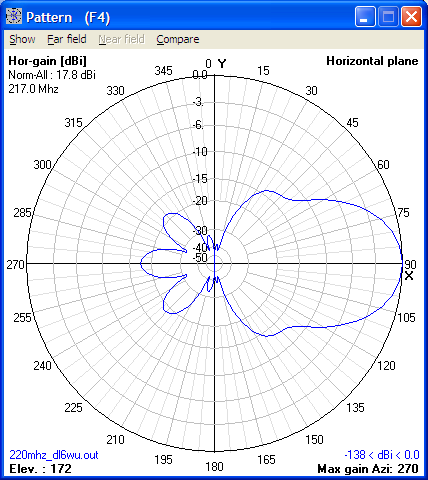 Pattern (F4)
Show Far field Near field Compare
Hor-gain [dBi] 0 Y Horizontal plane
Norm-All : 17.8 dBi
217.0 Mhz
345 0.0 15
330 30
315 -3. 45
-6.
300 60
-10
285 -15 75
-20
-30
-40
270 -50 90
X
255 105
240 120
225 135
210 150
195 180 165
220mhz_dl6wu.out -138 < dBi < 0.0
Elev. : 172 Max gain Azi: 270